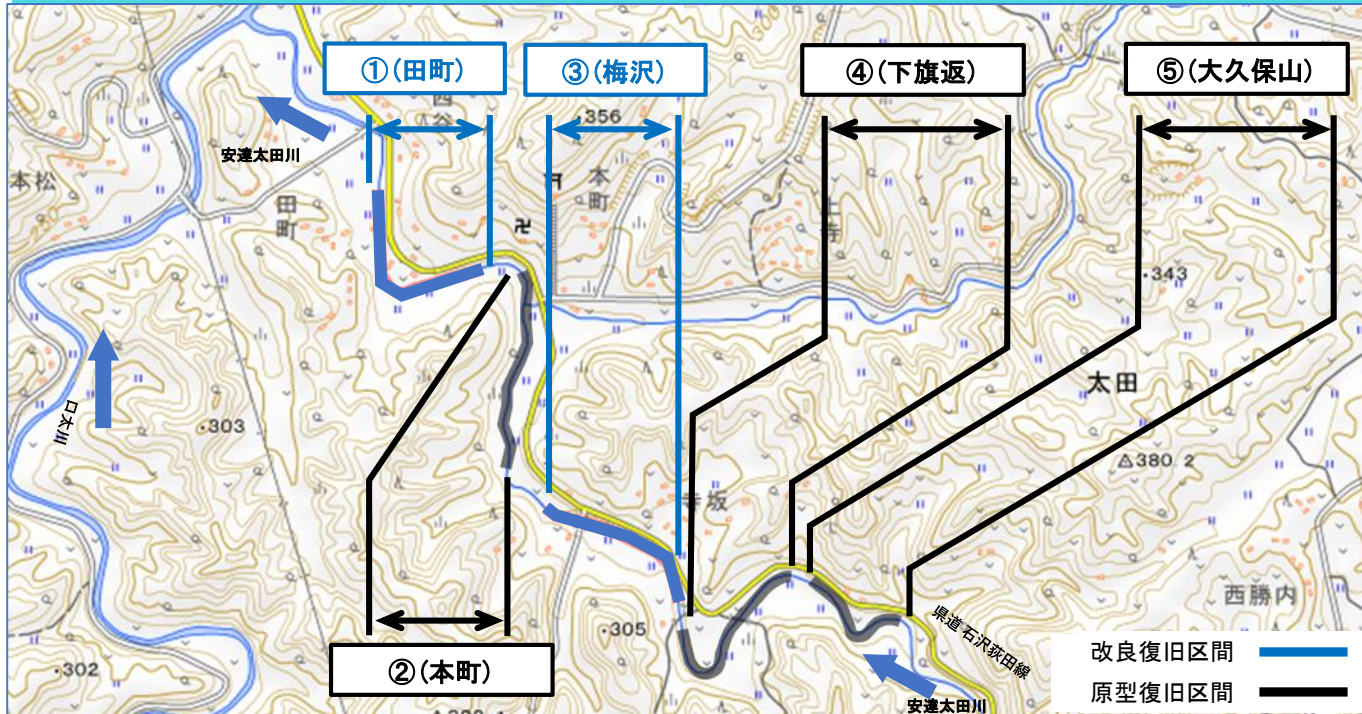 ①(田町)
③(梅沢)
④(下旗返)
⑤(大久保山)
西谷
・356
安達太田川
本松
田町
本町
上寺
・343
口太川
・303
太田
△380.2
寺坂
西勝内
・305
県道 石沢荻田線
・302
②(本町)
安達太田川
改良復旧区間
原型復旧区間